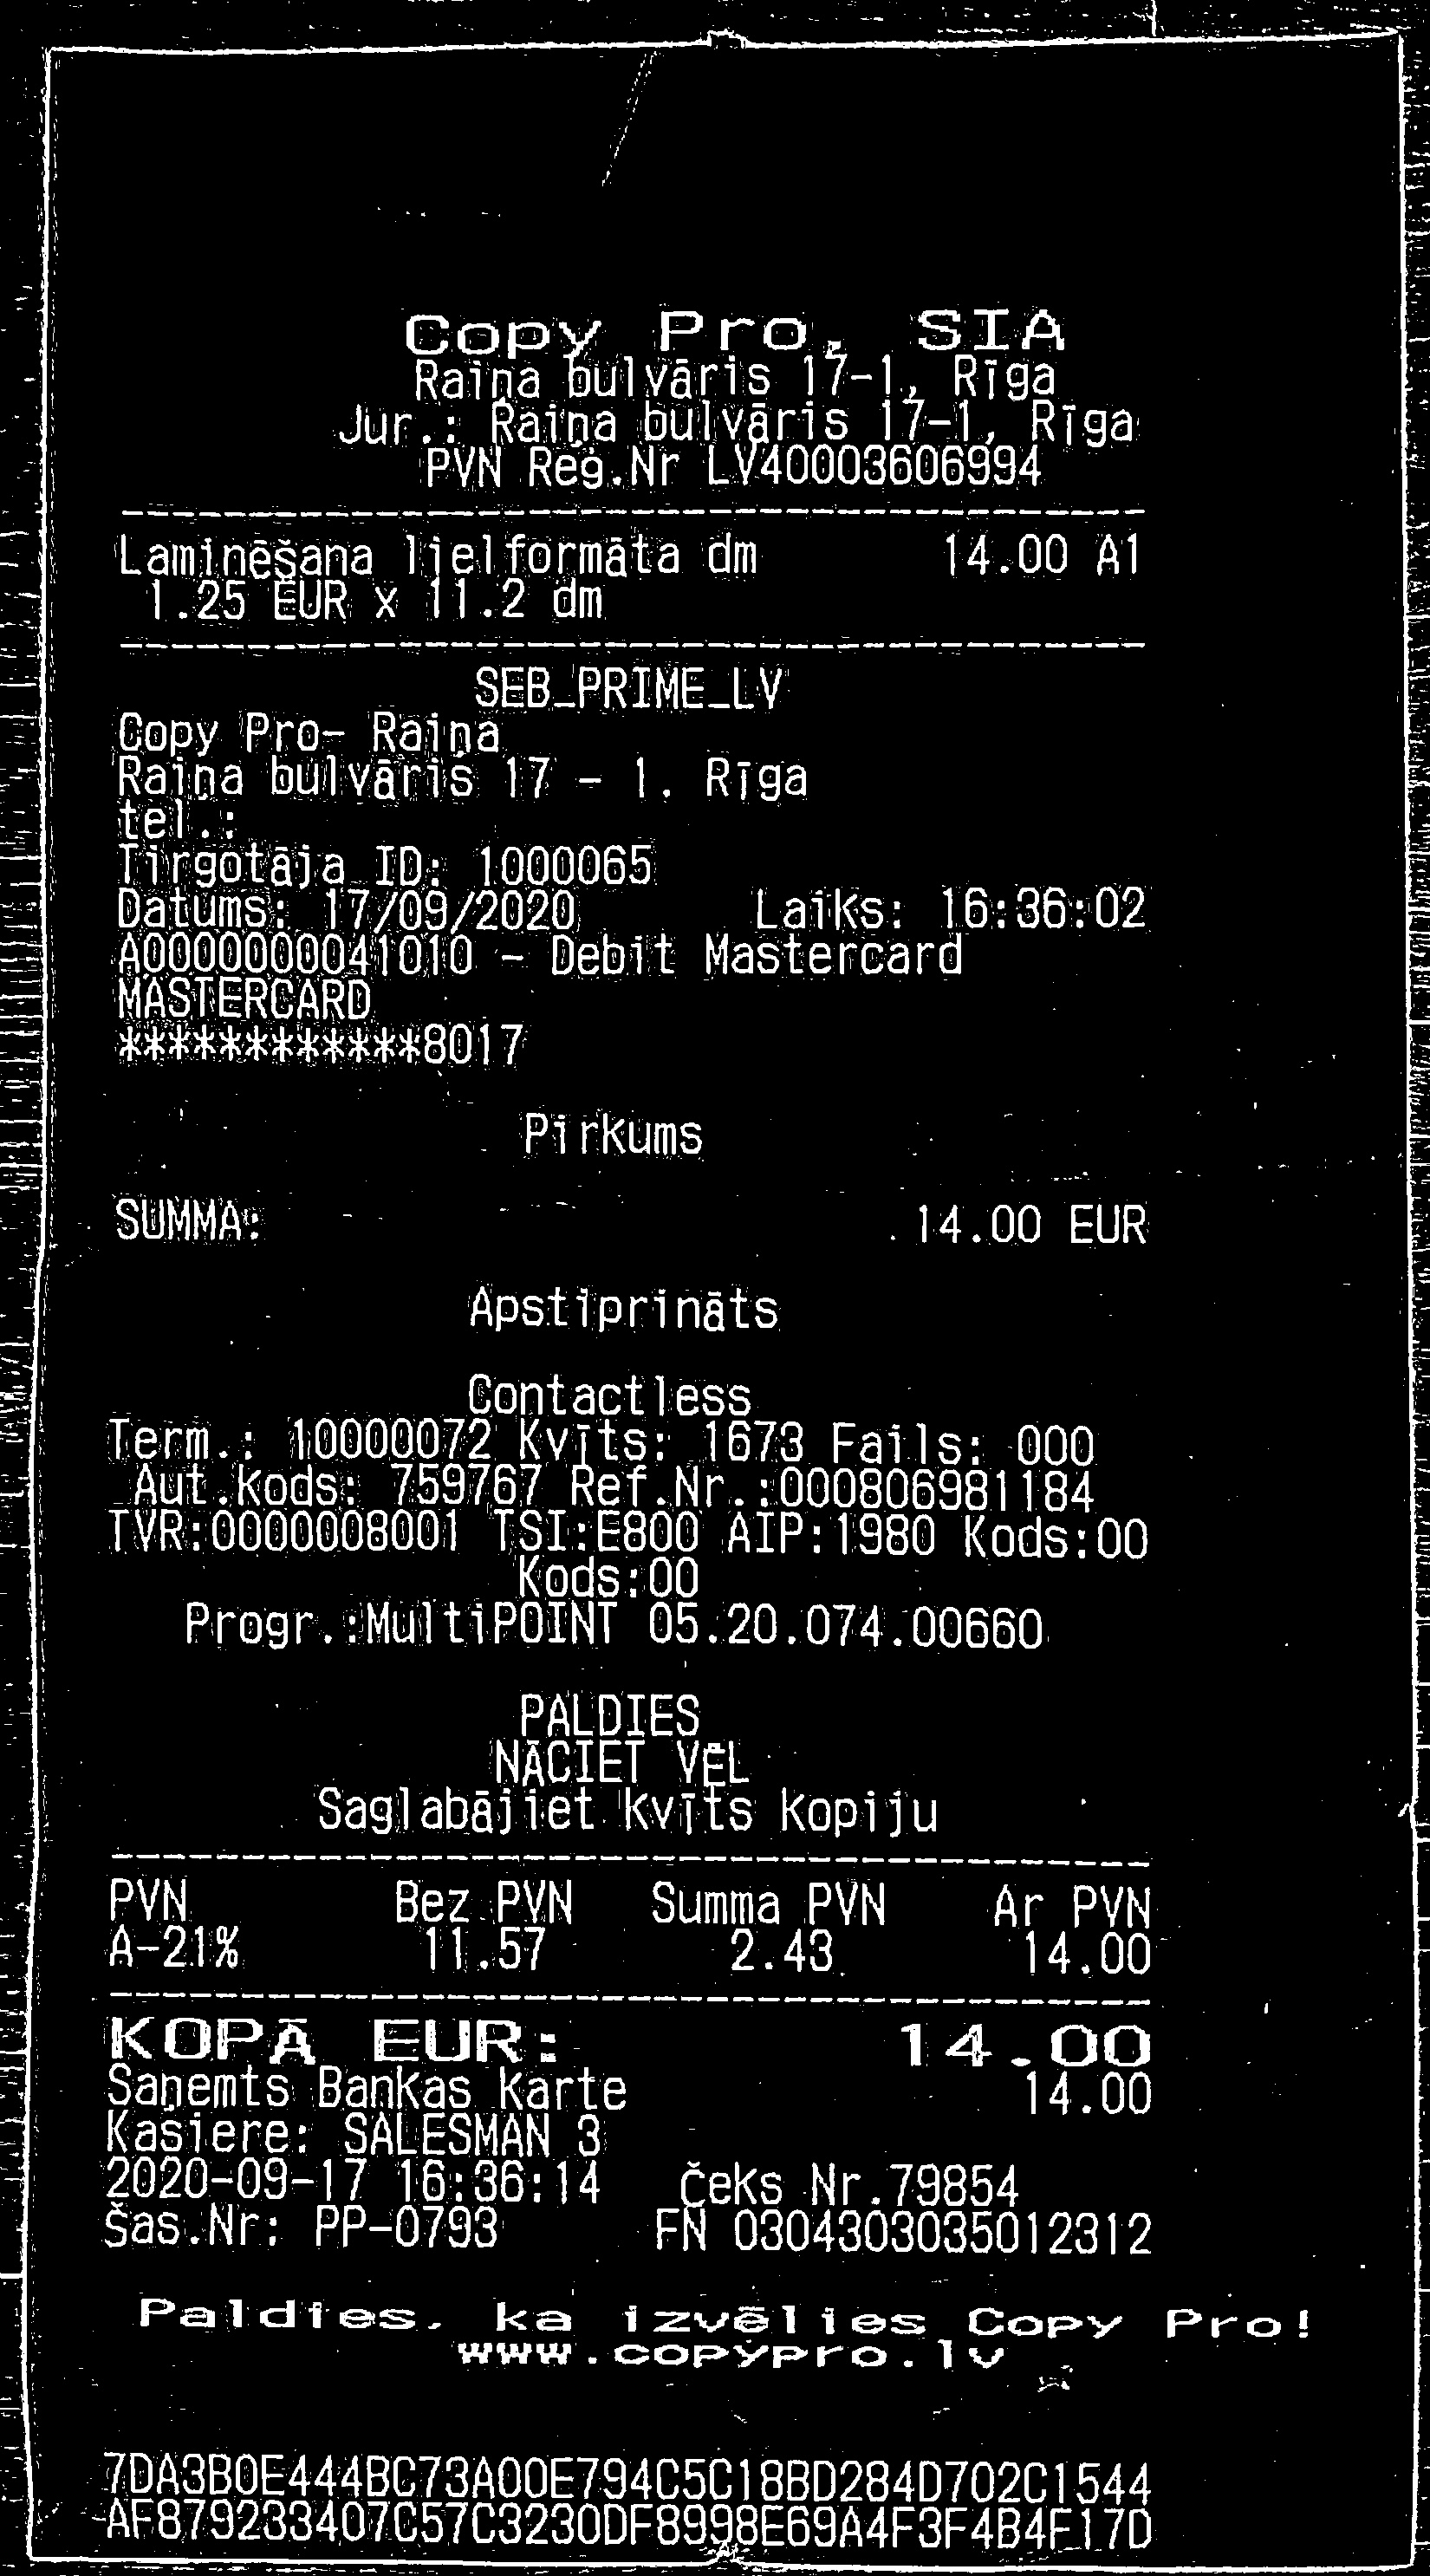 Copy Pro, SIA
Raiņa bulvāris 17-1, Rīga
Jur.: Raiņa bulvāris 17-1, Rīga
PVN Reģ.Nr LV40003606994
Laminēšana lielformāta dm 14.00 A1
1.25 EUR x 11.2 dm
SEB_PRIME_LV
Copy Pro- Raiņa
Raiņa bulvāris 17 - 1. Rīga
tel.:
Tirgotāja ID: 1000065
Datums: 17/09/2020 Laiks: 16:36:02
A0000000041010 - Debit Mastercard
MASTERCARD
************8017
Pirkums
SUMMA: 14.00 EUR
Apstiprināts
Contactless
Term.: 10000072 Kvīts: 1673 Fails: 000
Aut.kods: 759767 Ref.Nr.:000806981184
TVR:0000008001 TSI:E800 AIP:1980 Kods:00
Kods:00
Progr.:MultiPOINT 05.20.074.00660
PALDIES
NĀCIET VĒL
Saglabājiet kvīts kopiju
PVN Bez PVN Summa PVN Ar PVN
A-21% 11.57 2.43 14.00
KOPĀ EUR: 14.00
Saņemts Bankas karte 14.00
Kasiere: SALESMAN 3
2020-09-17 16:36:14 Čeks Nr.79854
Šas.Nr: PP-0793 FN 0304303035012312
Paldies, ka izvēlies Copy Pro!
www.copypro.lv
7DA3B0E444BC73A00E794C5C18BD284D702C1544
AF879233407C57C3230DF8998E69A4F3F4B4F17D